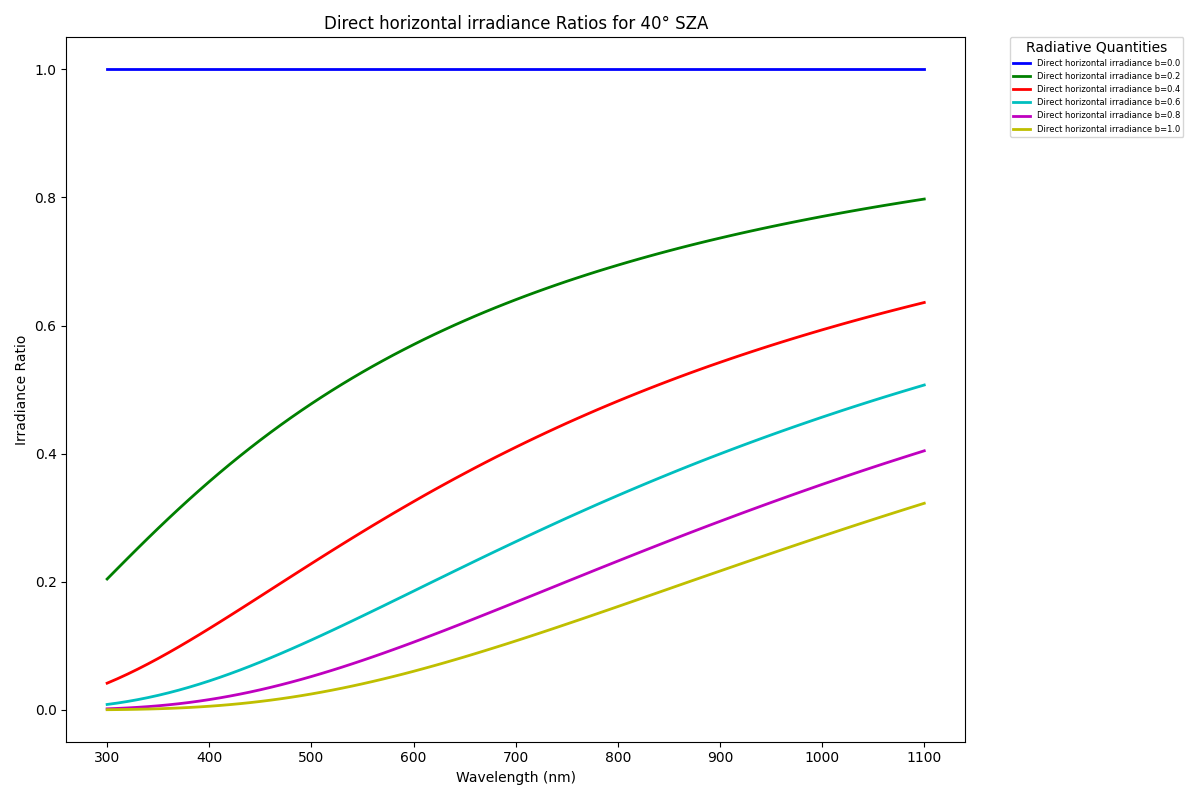 Direct horizontal irradiance Ratios for 40° SZA
Radiative Quantities
Direct horizontal irradiance b=0.0
Direct horizontal irradiance b=0.2
Direct horizontal irradiance b=0.4
Direct horizontal irradiance b=0.6
Direct horizontal irradiance b=0.8
Direct horizontal irradiance b=1.0
Irradiance Ratio
1.0
0.8
0.6
0.4
0.2
0.0
300 400 500 600 700 800 900 1000 1100
Wavelength (nm)